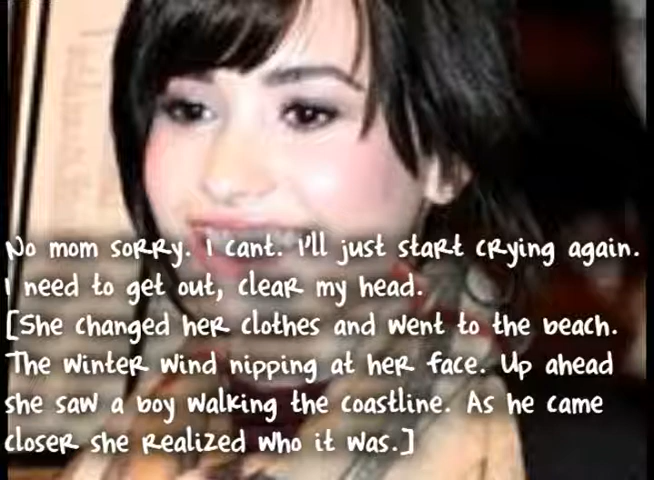 No mom sorry. I cant. I'll just start crying again.
I need to get out, clear my head.
[She changed her clothes and went to the beach.
The winter wind nipping at her face. Up ahead
she saw a boy walking the coastline. As he came
closer she realized who it was.]